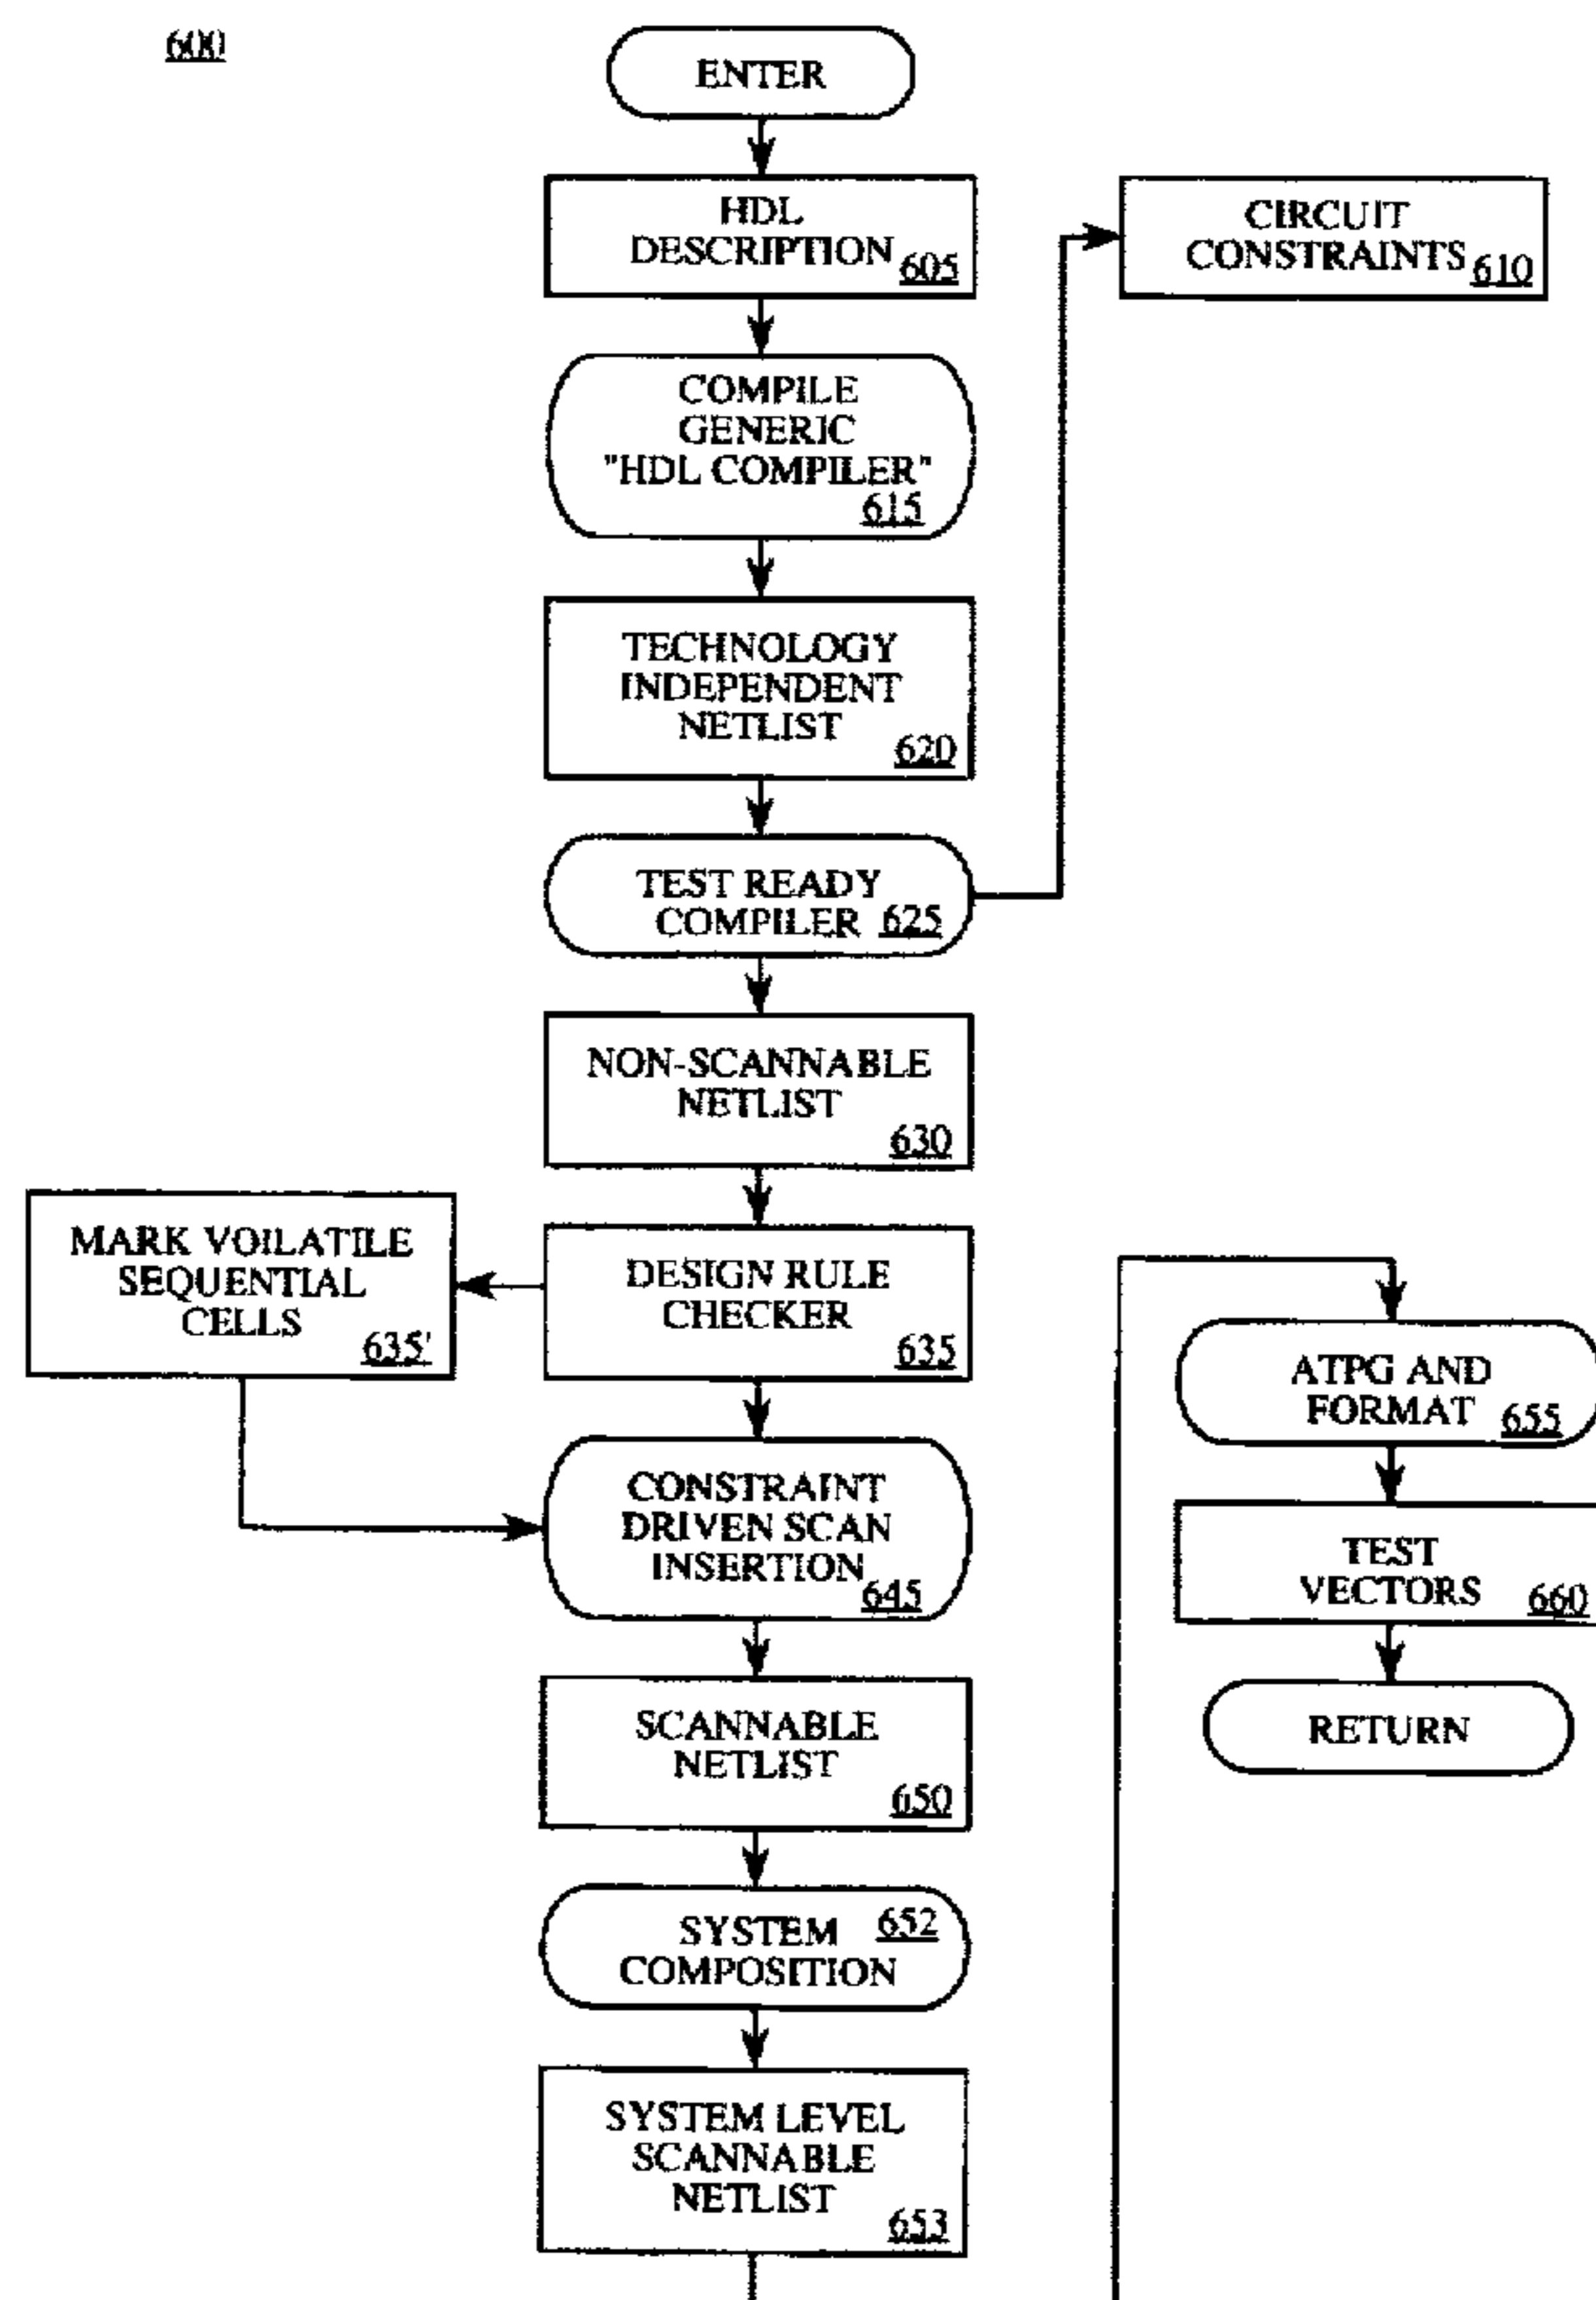 600
ENTER
HDL
DESCRIPTION 605
CIRCUIT
CONSTRAINTS 610
COMPILE
GENERIC
"HDL COMPILER"
615
TECHNOLOGY
INDEPENDENT
NETLIST
620
TEST READY
COMPILER 625
NON-SCANNABLE
NETLIST
630
MARK VOILATILE
SEQUENTIAL
CELLS
635'
DESIGN RULE
CHECKER
635
CONSTRAINT
DRIVEN SCAN
INSERTION
645
SCANNABLE
NETLIST
650
SYSTEM 652
COMPOSITION
SYSTEM LEVEL
SCANNABLE
NETLIST
653
ATPG AND
FORMAT 655
TEST
VECTORS 660
RETURN